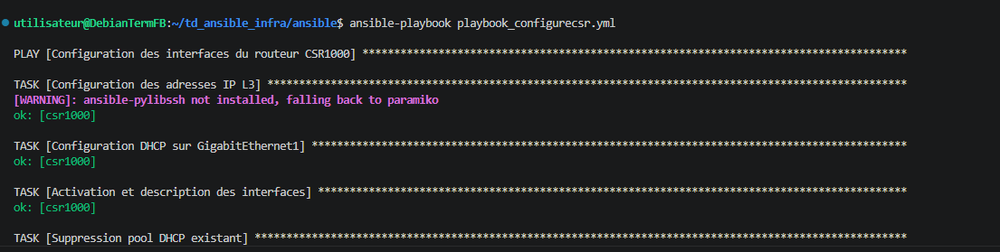 utilisateur@DebianTermFB:~/td_ansible_infra/ansible$ ansible-playbook playbook_configurecsr.yml
PLAY [Configuration des interfaces du routeur CSR1000] **************************************************************************************
TASK [Configuration des adresses IP L3] *****************************************************************************************************
[WARNING]: ansible-pylibssh not installed, falling back to paramiko
ok: [csr1000]
TASK [Configuration DHCP sur GigabitEthernet1] **********************************************************************************************
ok: [csr1000]
TASK [Activation et description des interfaces] *********************************************************************************************
ok: [csr1000]
TASK [Suppression pool DHCP existant] *******************************************************************************************************